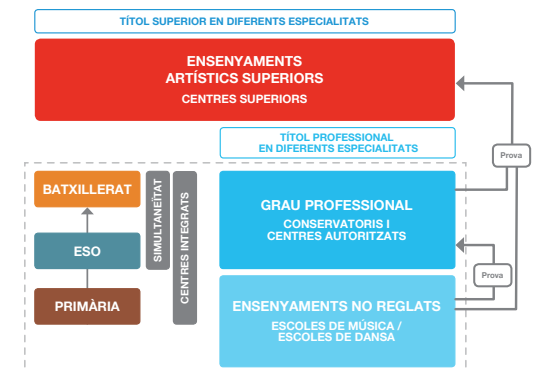 TÍTOL SUPERIOR EN DIFERENTS ESPECIALITATS
ENSENYAMENTS
ARTÍSTICS SUPERIORS
CENTRES SUPERIORS
TÍTOL PROFESSIONAL
EN DIFERENTS ESPECIALITATS
Prova
BATXILLERAT
SIMULTANEÏTAT
CENTRES INTEGRATS
GRAU PROFESSIONAL
CONSERVATORIS I
CENTRES AUTORITZATS
ESO
Prova
PRIMÀRIA
ENSENYAMENTS NO REGLATS
ESCOLES DE MÚSICA /
ESCOLES DE DANSA